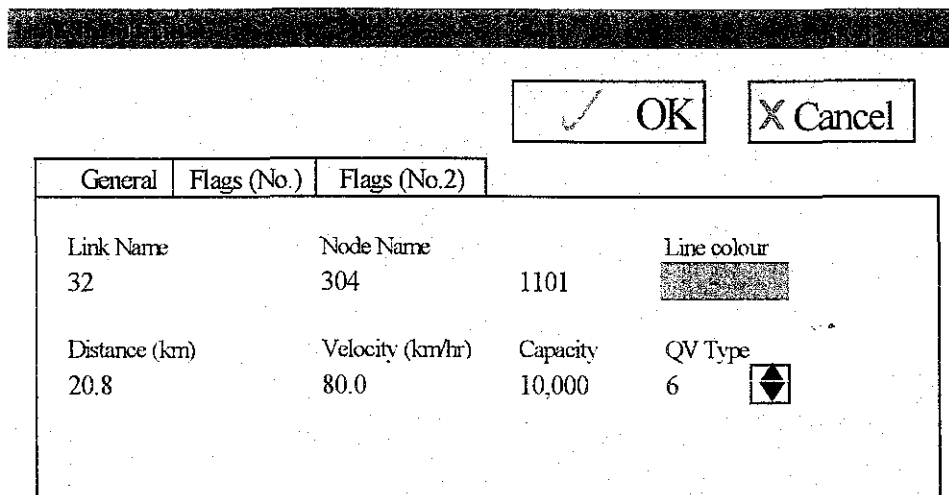 OK X Cancel
General Flags (No.) Flags (No.2)
Link Name Node Name Line colour
32 304 1101
Distance (km) Velocity (km/hr) Capacity QV Type
20.8 80.0 10,000 6